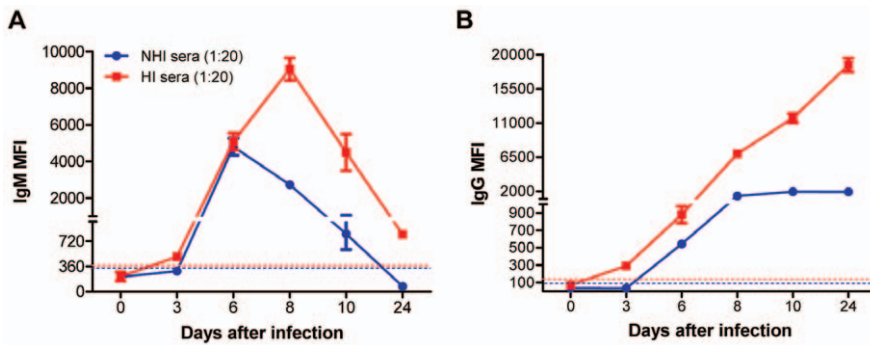 A
IgM MFI
10000
8000
6000
4000
2000
720
360
0
NHI sera (1:20)
HI sera (1:20)
0 3 6 8 10 24
Days after infection
B
IgG MFI
20000
15500
11000
6500
2000
900
700
500
300
100
0 3 6 8 10 24
Days after infection